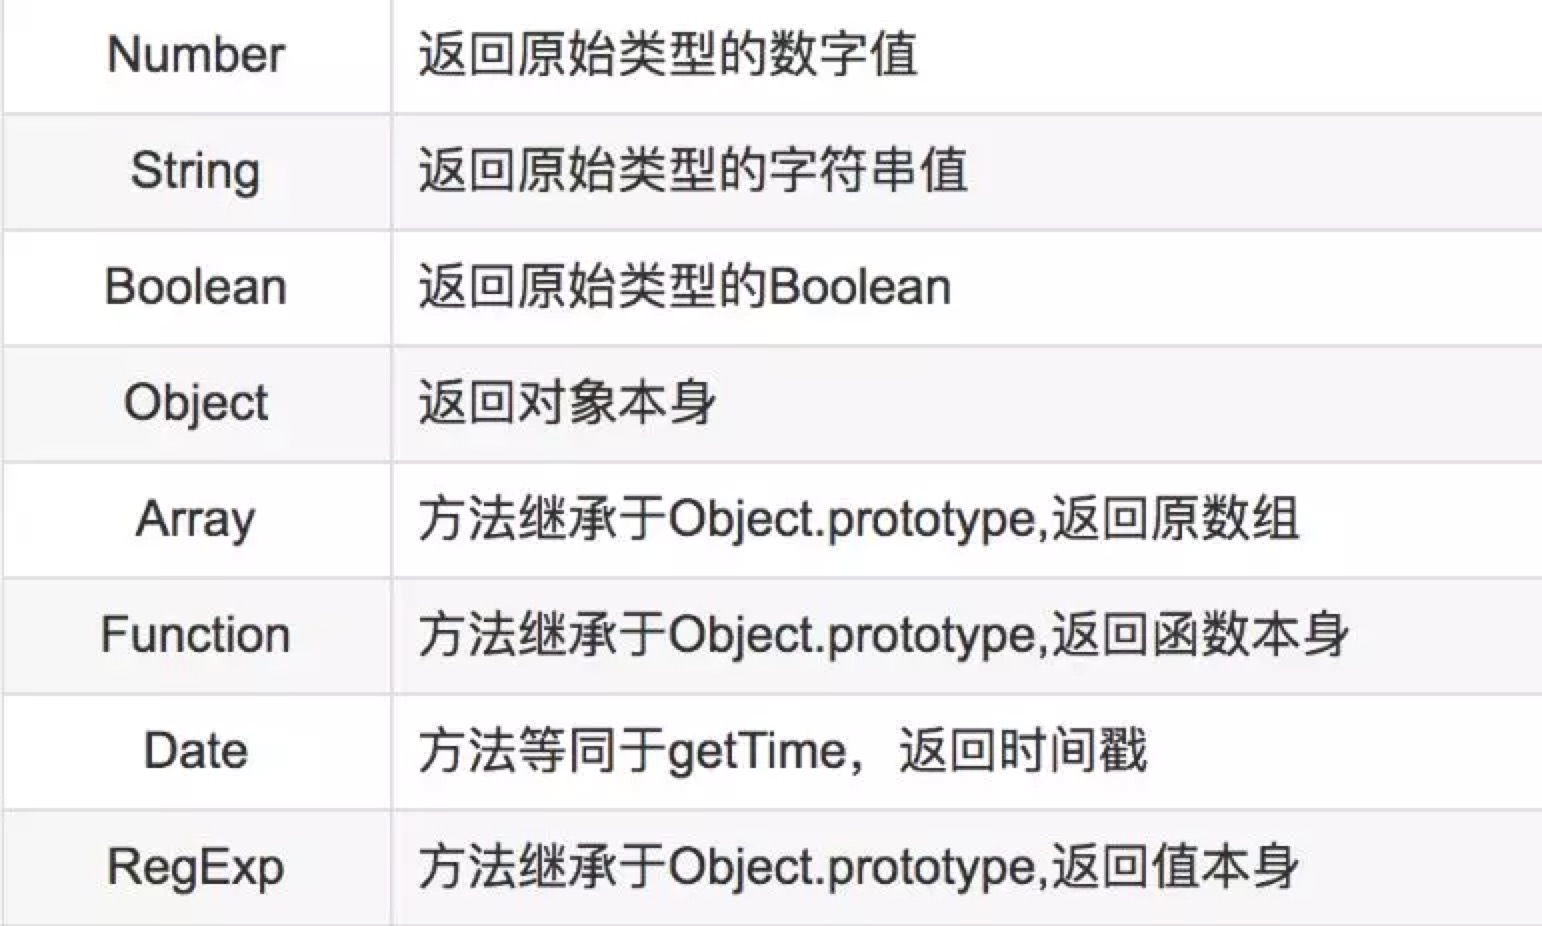 Number 返回原始类型的数字值
String 返回原始类型的字符串值
Boolean 返回原始类型的Boolean
Object 返回对象本身
Array 方法继承于Object.prototype,返回原数组
Function 方法继承于Object.prototype,返回函数本身
Date 方法等同于getTime，返回时间戳
RegExp 方法继承于Object.prototype,返回值本身